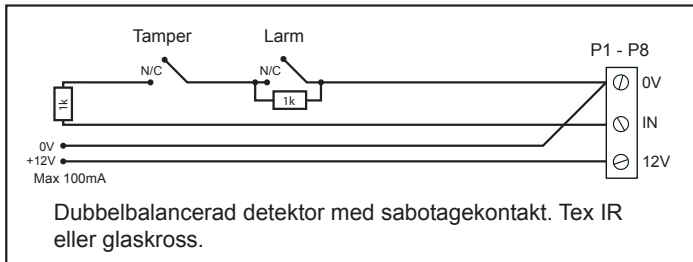 Tamper
Larm
P1 - P8
N/C
N/C
0V
1k
1k
IN
0V
+12V
12V
Max 100mA
Dubbelbalancerad detektor med sabotagekontakt. Tex IR
eller glaskross.